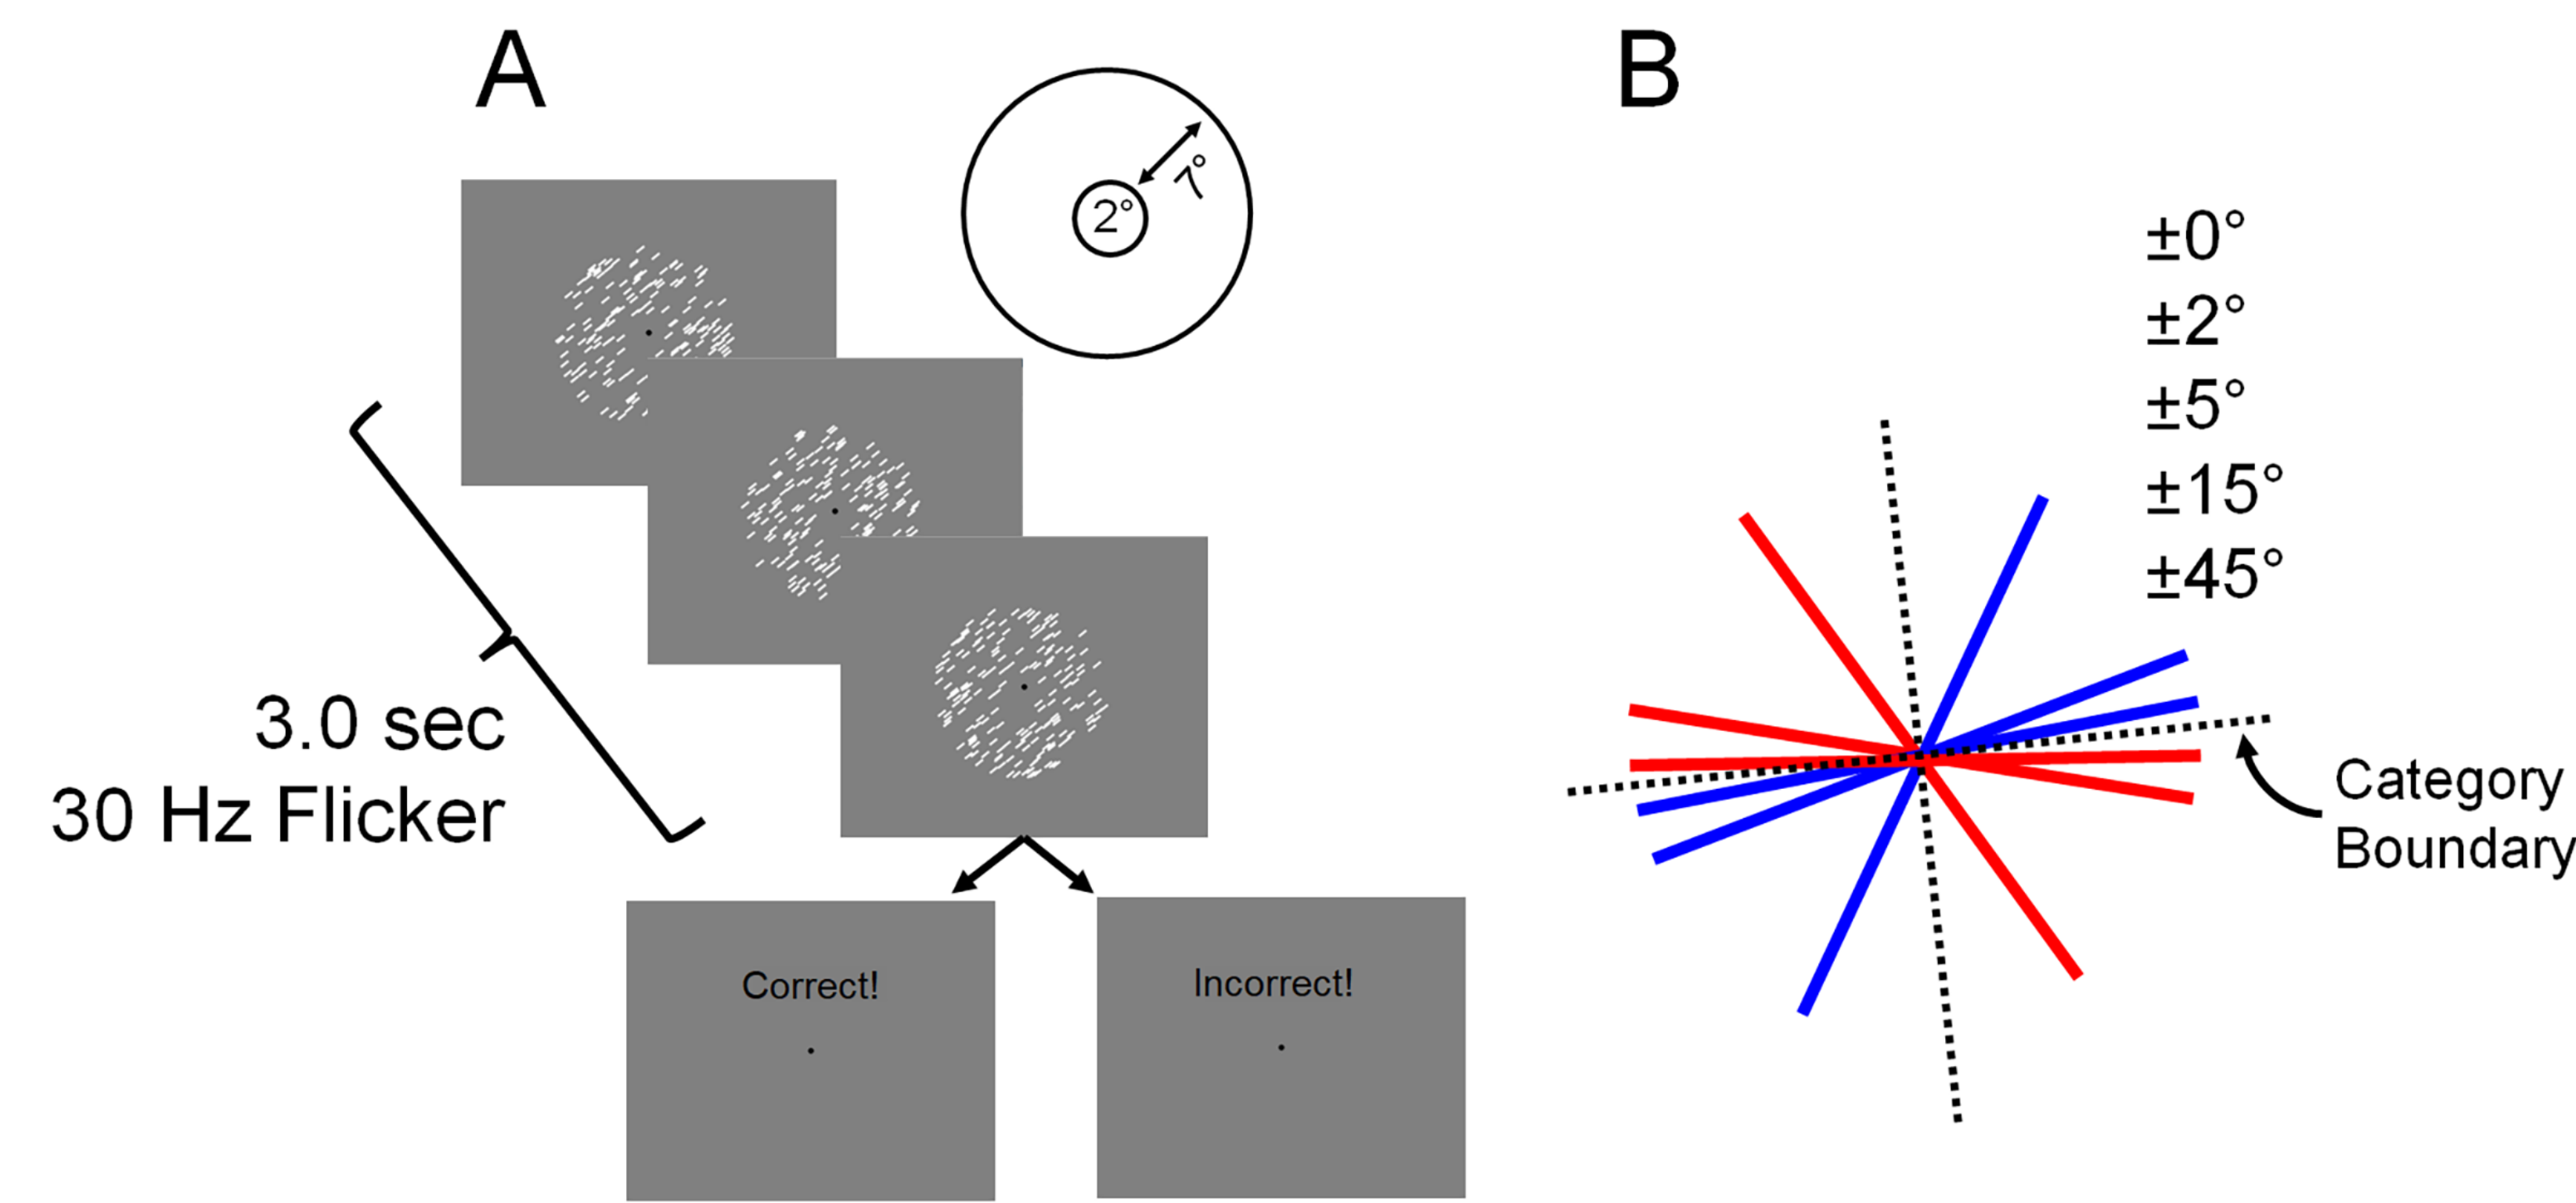 A
2°
7°
3.0 sec
30 Hz Flicker
Correct!
Incorrect!
B
±0°
±2°
±5°
±15°
±45°
Category
Boundary